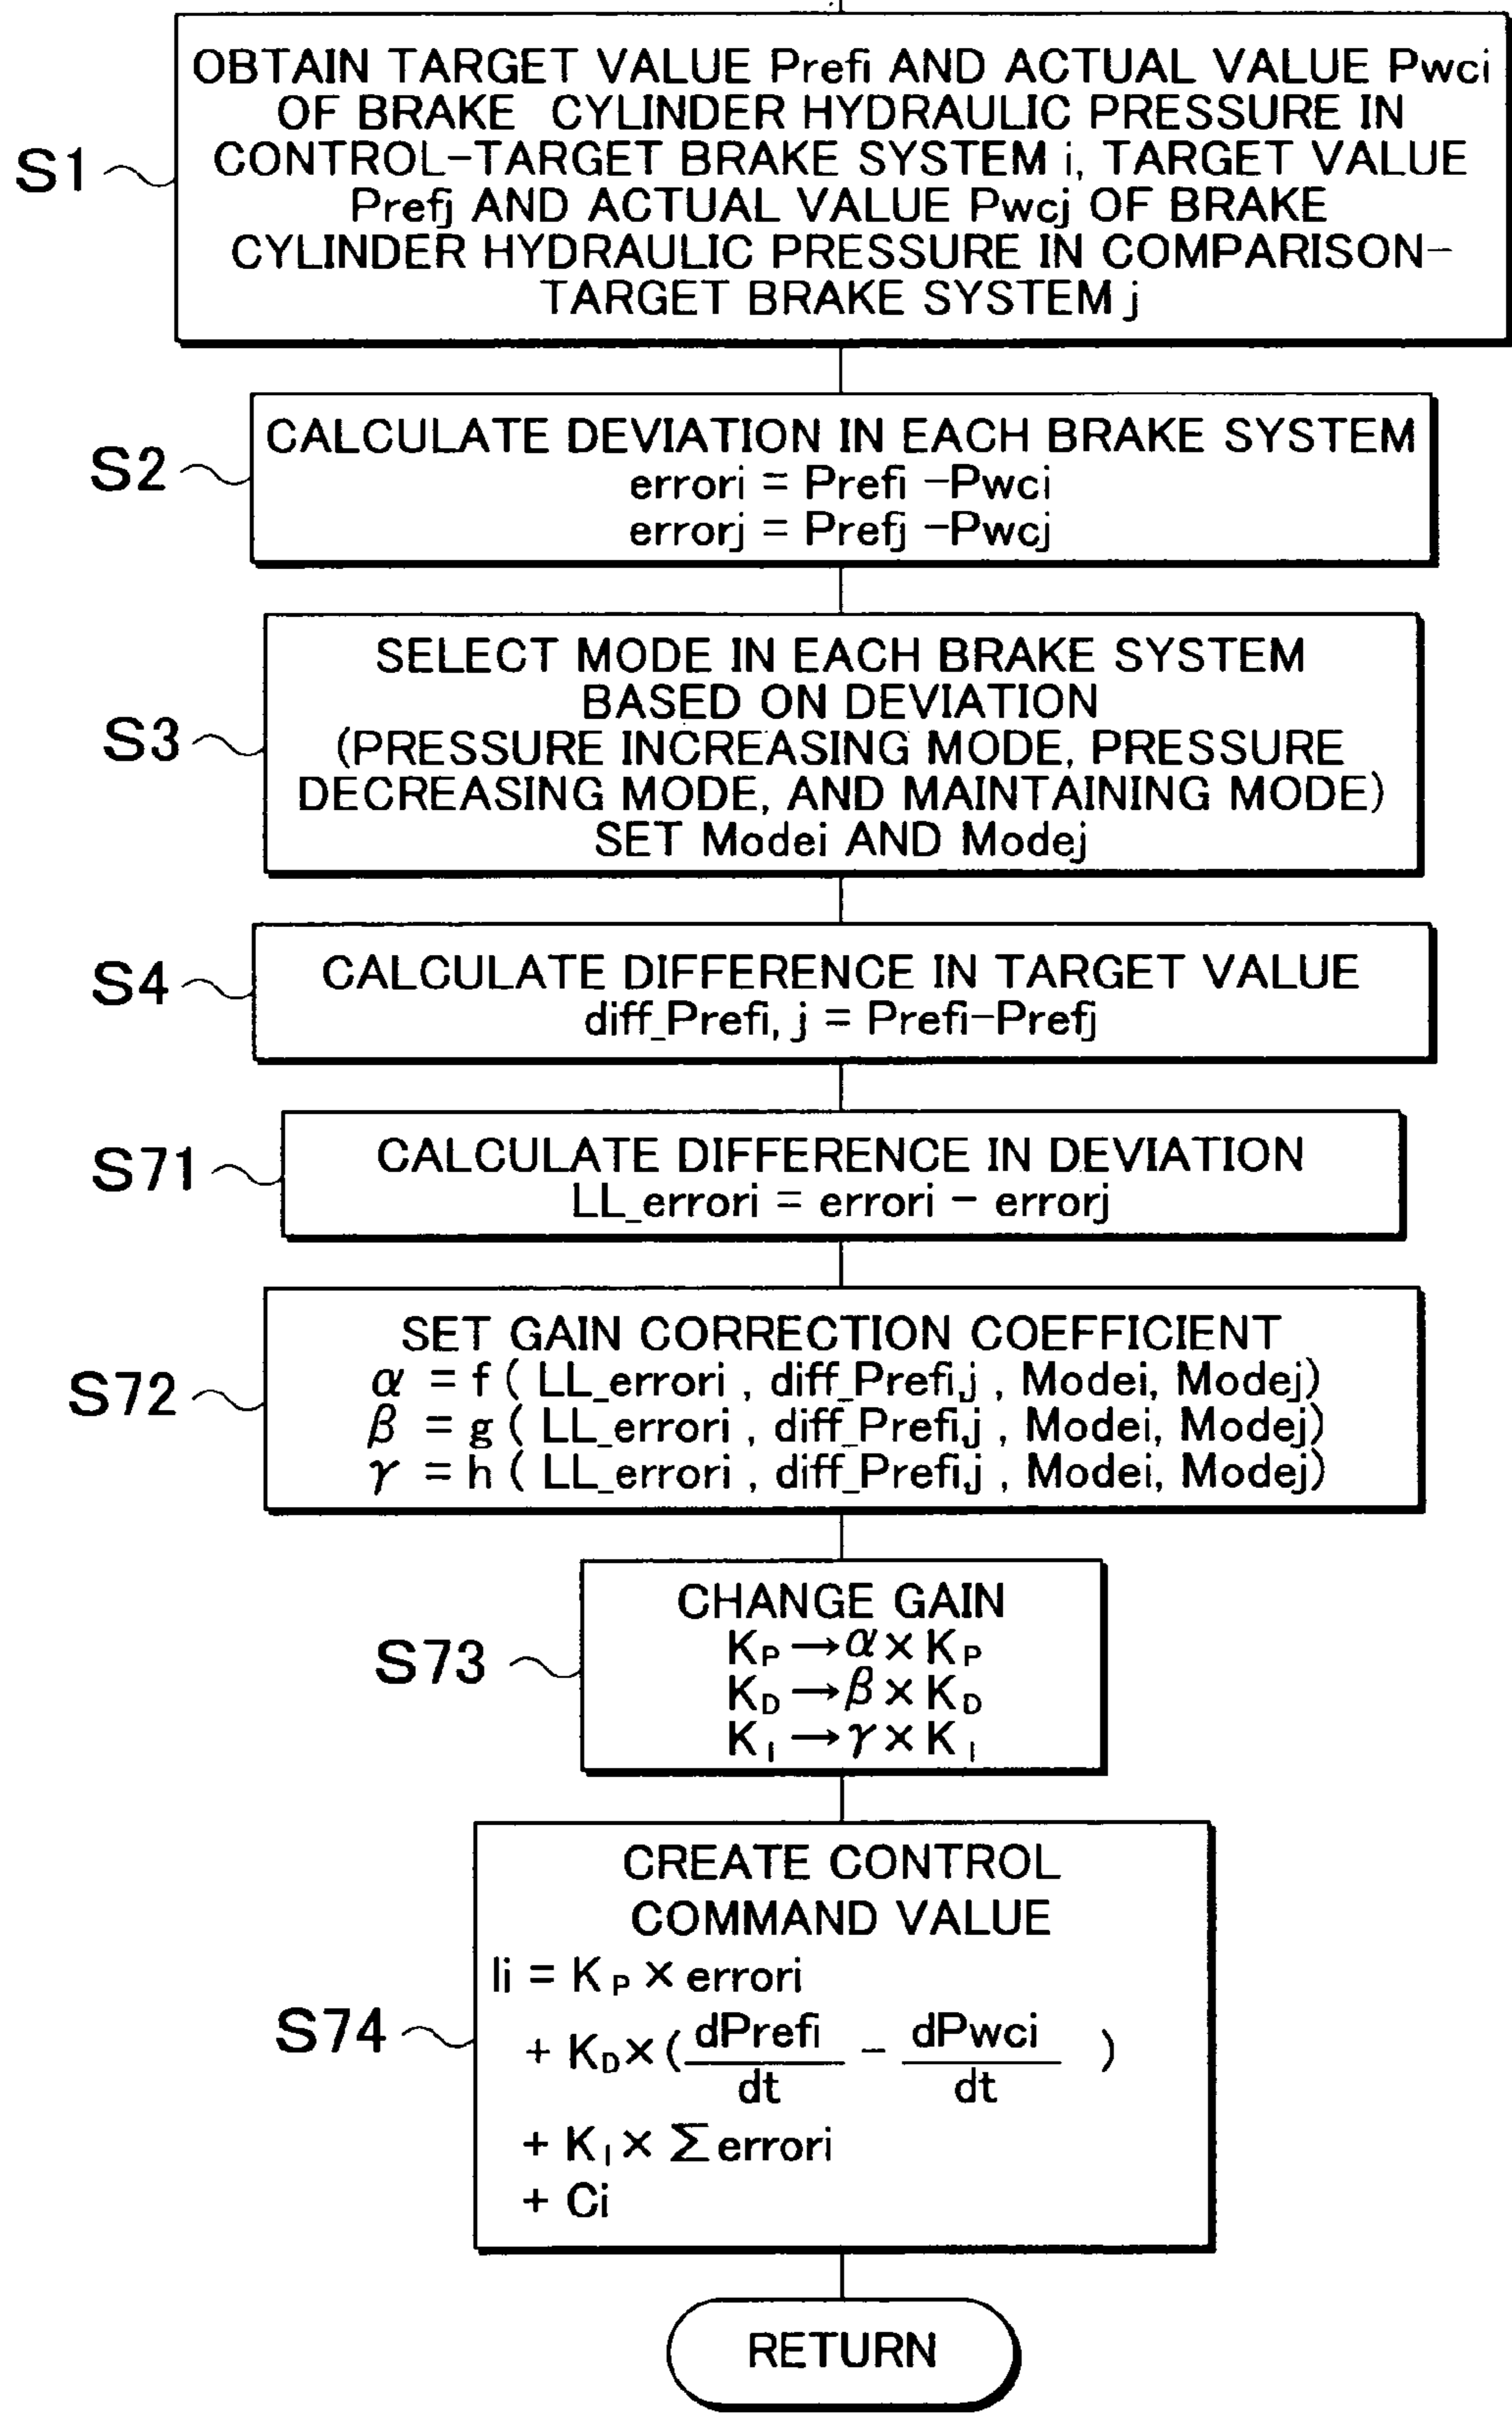 OBTAIN TARGET VALUE Prefi AND ACTUAL VALUE Pwci
OF BRAKE CYLINDER HYDRAULIC PRESSURE IN
S1
CONTROL-TARGET BRAKE SYSTEM i, TARGET VALUE
Prefj AND ACTUAL VALUE Pwcj OF BRAKE
CYLINDER HYDRAULIC PRESSURE IN COMPARISON-
TARGET BRAKE SYSTEM j
S2
CALCULATE DEVIATION IN EACH BRAKE SYSTEM
errori = Prefi -Pwci
errorj = Prefj -Pwcj
S3
SELECT MODE IN EACH BRAKE SYSTEM
BASED ON DEVIATION
(PRESSURE INCREASING MODE, PRESSURE
DECREASING MODE, AND MAINTAINING MODE)
SET Modei AND Modej
S4
CALCULATE DIFFERENCE IN TARGET VALUE
diff_Prefi, j = Prefi-Prefj
S71
CALCULATE DIFFERENCE IN DEVIATION
LL_errori = errori - errorj
S72
SET GAIN CORRECTION COEFFICIENT
α = f ( LL_errori , diff_Prefi,j , Modei, Modej)
β = g ( LL_errori , diff_Prefi,j , Modei, Modej)
γ = h ( LL_errori , diff_Prefi,j , Modei, Modej)
S73
CHANGE GAIN
KP → α × KP
KD → β × KD
KI → γ × KI
S74
CREATE CONTROL
COMMAND VALUE
Ii = KP × errori
+ KD × ( dPrefi/dt - dPwci/dt )
+ KI × Σ errori
+ Ci
RETURN